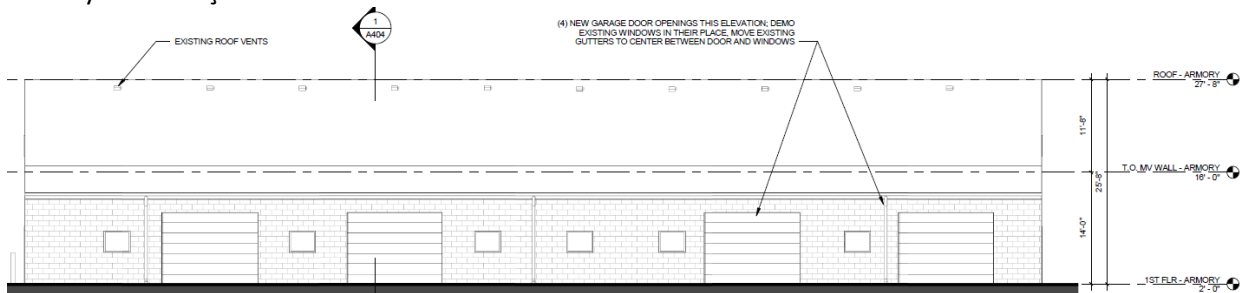 1
A404
EXISTING ROOF VENTS
(4) NEW GARAGE DOOR OPENINGS THIS ELEVATION; DEMO
EXISTING WINDOWS IN THEIR PLACE, MOVE EXISTING
GUTTERS TO CENTER BETWEEN DOOR AND WINDOWS
ROOF - ARMORY
27' - 8"
11'-8"
T.O. MV WALL - ARMORY
16' - 0"
25'-8"
14'-0"
1ST FLR - ARMORY
2' - 0"